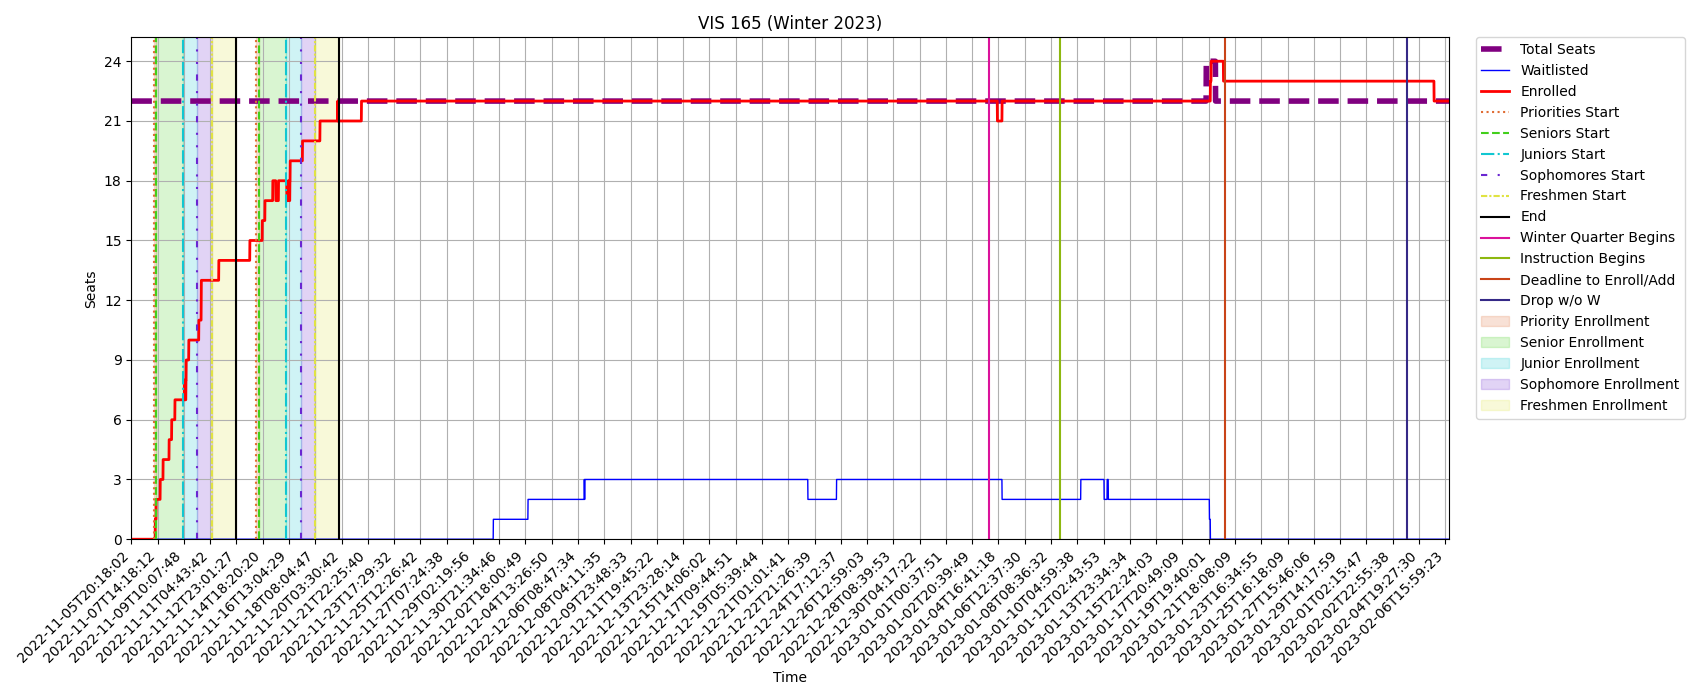 VIS 165 (Winter 2023)
24
21
18
15
12
9
6
3
0
Seats
2022-11-05T20:18:02
2022-11-07T14:18:12
2022-11-09T10:07:48
2022-11-11T04:43:42
2022-11-12T23:01:27
2022-11-14T18:20:20
2022-11-16T13:04:29
2022-11-18T08:04:47
2022-11-20T03:30:42
2022-11-21T22:25:40
2022-11-23T17:29:32
2022-11-25T12:26:42
2022-11-27T07:24:38
2022-11-29T02:19:56
2022-11-30T21:34:46
2022-12-02T18:00:49
2022-12-04T13:26:50
2022-12-06T08:47:34
2022-12-08T04:11:35
2022-12-09T23:48:33
2022-12-11T19:45:22
2022-12-13T23:28:14
2022-12-15T14:06:02
2022-12-17T09:44:51
2022-12-19T05:39:44
2022-12-21T01:01:41
2022-12-22T21:26:39
2022-12-24T17:12:37
2022-12-26T12:59:03
2022-12-28T08:39:53
2022-12-30T04:17:22
2023-01-01T00:37:51
2023-01-02T20:39:49
2023-01-04T16:41:18
2023-01-06T12:37:30
2023-01-08T08:36:32
2023-01-10T04:59:38
2023-01-12T02:43:53
2023-01-13T23:34:34
2023-01-15T22:24:03
2023-01-17T20:49:09
2023-01-19T19:40:01
2023-01-21T18:08:09
2023-01-23T16:34:55
2023-01-25T16:18:09
2023-01-27T15:46:06
2023-01-29T14:17:59
2023-02-01T02:15:47
2023-02-02T22:55:38
2023-02-04T19:27:30
2023-02-06T15:59:23
Time
Total Seats
Waitlisted
Enrolled
Priorities Start
Seniors Start
Juniors Start
Sophomores Start
Freshmen Start
End
Winter Quarter Begins
Instruction Begins
Deadline to Enroll/Add
Drop w/o W
Priority Enrollment
Senior Enrollment
Junior Enrollment
Sophomore Enrollment
Freshmen Enrollment